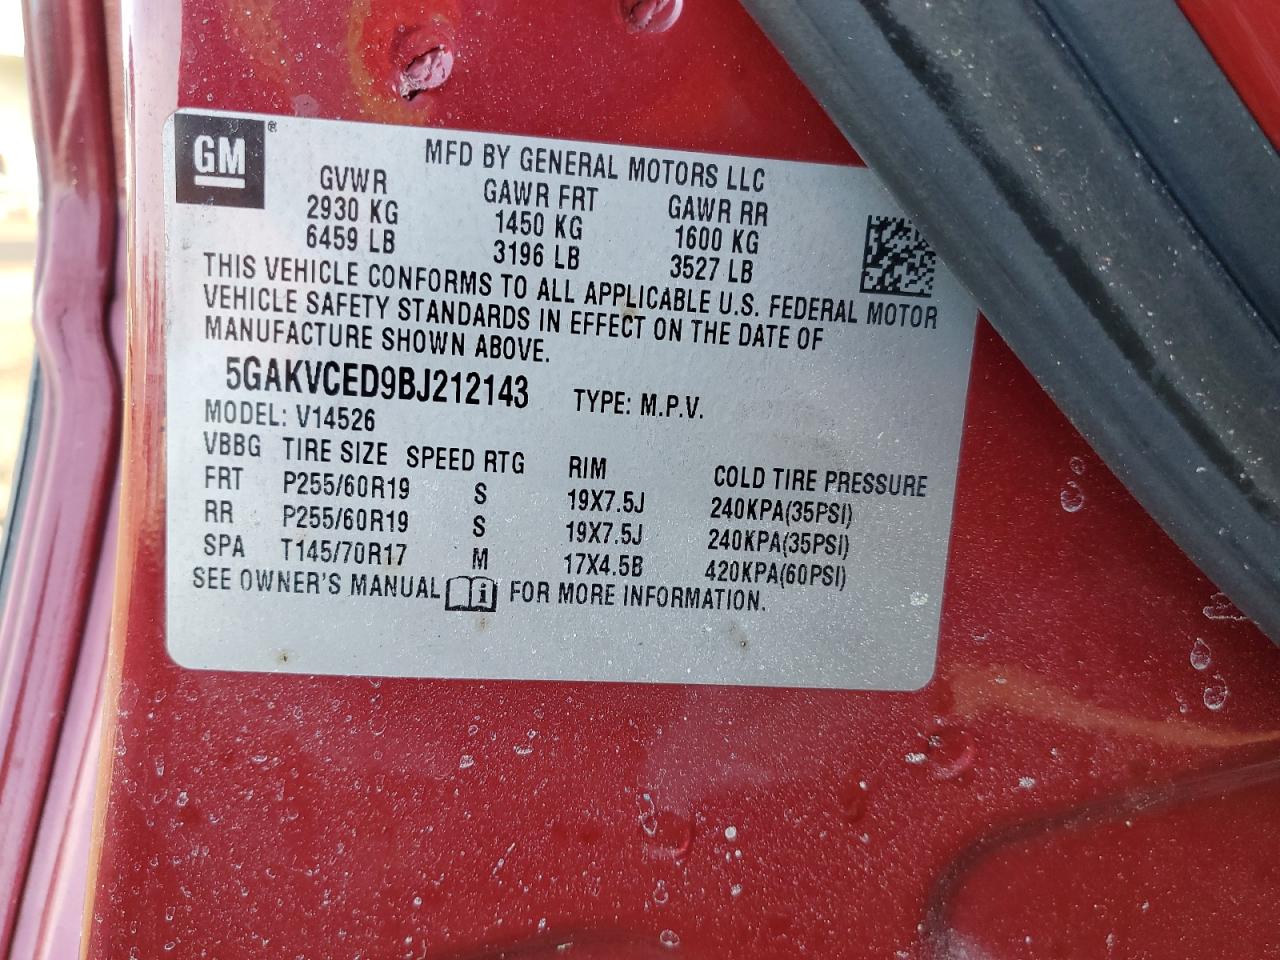 GM ®
MFD BY GENERAL MOTORS LLC
GVWR GAWR FRT GAWR RR
2930 KG 1450 KG 1600 KG
6459 LB 3196 LB 3527 LB
THIS VEHICLE CONFORMS TO ALL APPLICABLE U.S. FEDERAL MOTOR
VEHICLE SAFETY STANDARDS IN EFFECT ON THE DATE OF
MANUFACTURE SHOWN ABOVE.
5GAKVCED9BJ212143 TYPE: M.P.V.
MODEL: V14526
VBBG TIRE SIZE SPEED RTG RIM COLD TIRE PRESSURE
FRT P255/60R19 S 19X7.5J 240KPA(35PSI)
RR P255/60R19 S 19X7.5J 240KPA(35PSI)
SPA T145/70R17 M 17X4.5B 420KPA(60PSI)
SEE OWNER'S MANUAL i FOR MORE INFORMATION.